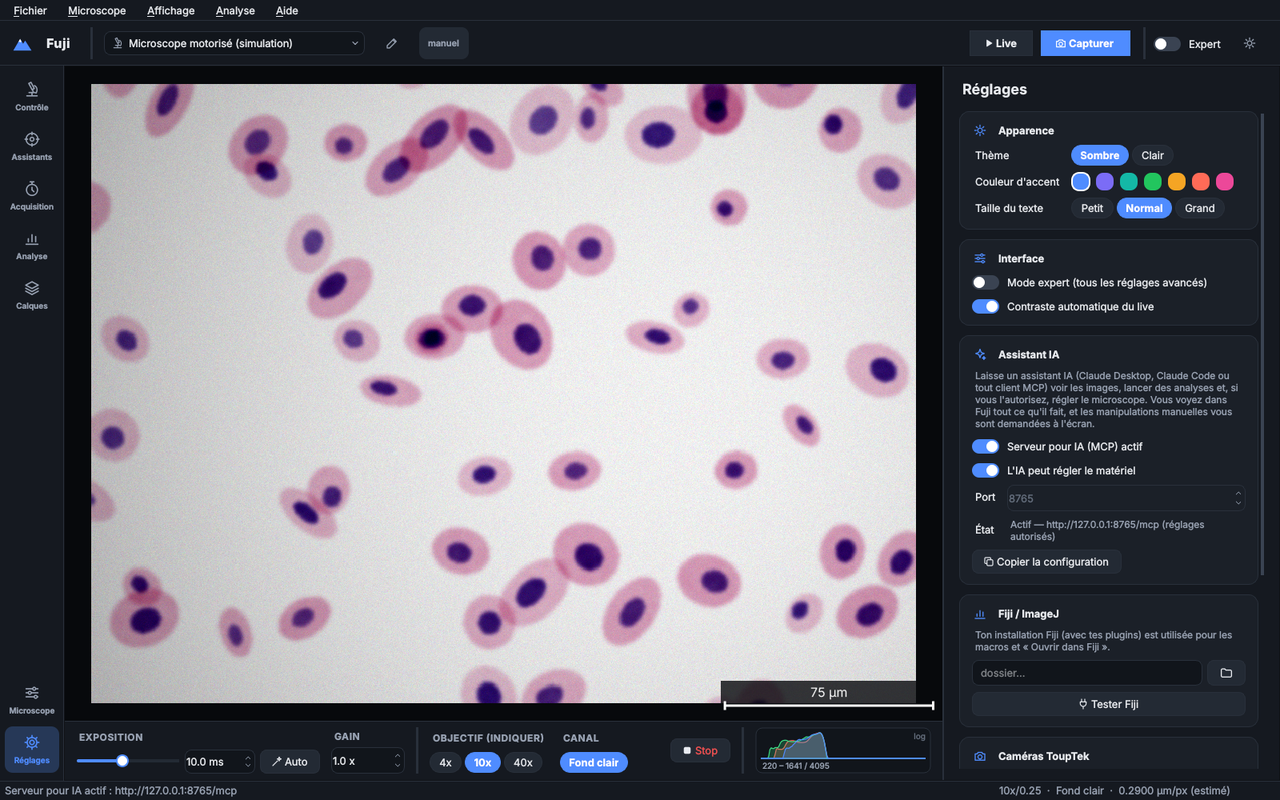 Fichier Microscope Affichage Analyse Aide
Fuji
Microscope motorisé (simulation)
manuel
Live
Capturer
Expert
Contrôle
Assistants
Acquisition
Analyse
Calques
Microscope
Réglages
75 µm
EXPOSITION
10.0 ms
Auto
GAIN
1.0 x
OBJECTIF (INDIQUER)
4x 10x 40x
CANAL
Fond clair
Stop
log
220 – 1641 / 4095
Réglages
Apparence
Thème Sombre Clair
Couleur d'accent
Taille du texte Petit Normal Grand
Interface
Mode expert (tous les réglages avancés)
Contraste automatique du live
Assistant IA
Laisse un assistant IA (Claude Desktop, Claude Code ou
tout client MCP) voir les images, lancer des analyses et, si
vous l'autorisez, régler le microscope. Vous voyez dans
Fuji tout ce qu'il fait, et les manipulations manuelles vous
sont demandées à l'écran.
Serveur pour IA (MCP) actif
L'IA peut régler le matériel
Port 8765
État Actif — http://127.0.0.1:8765/mcp (réglages
autorisés)
Copier la configuration
Fiji / ImageJ
Ton installation Fiji (avec tes plugins) est utilisée pour les
macros et « Ouvrir dans Fiji ».
dossier...
Tester Fiji
Caméras ToupTek
Serveur pour IA actif : http://127.0.0.1:8765/mcp
10x/0.25 · Fond clair · 0.2900 µm/px (estimé)